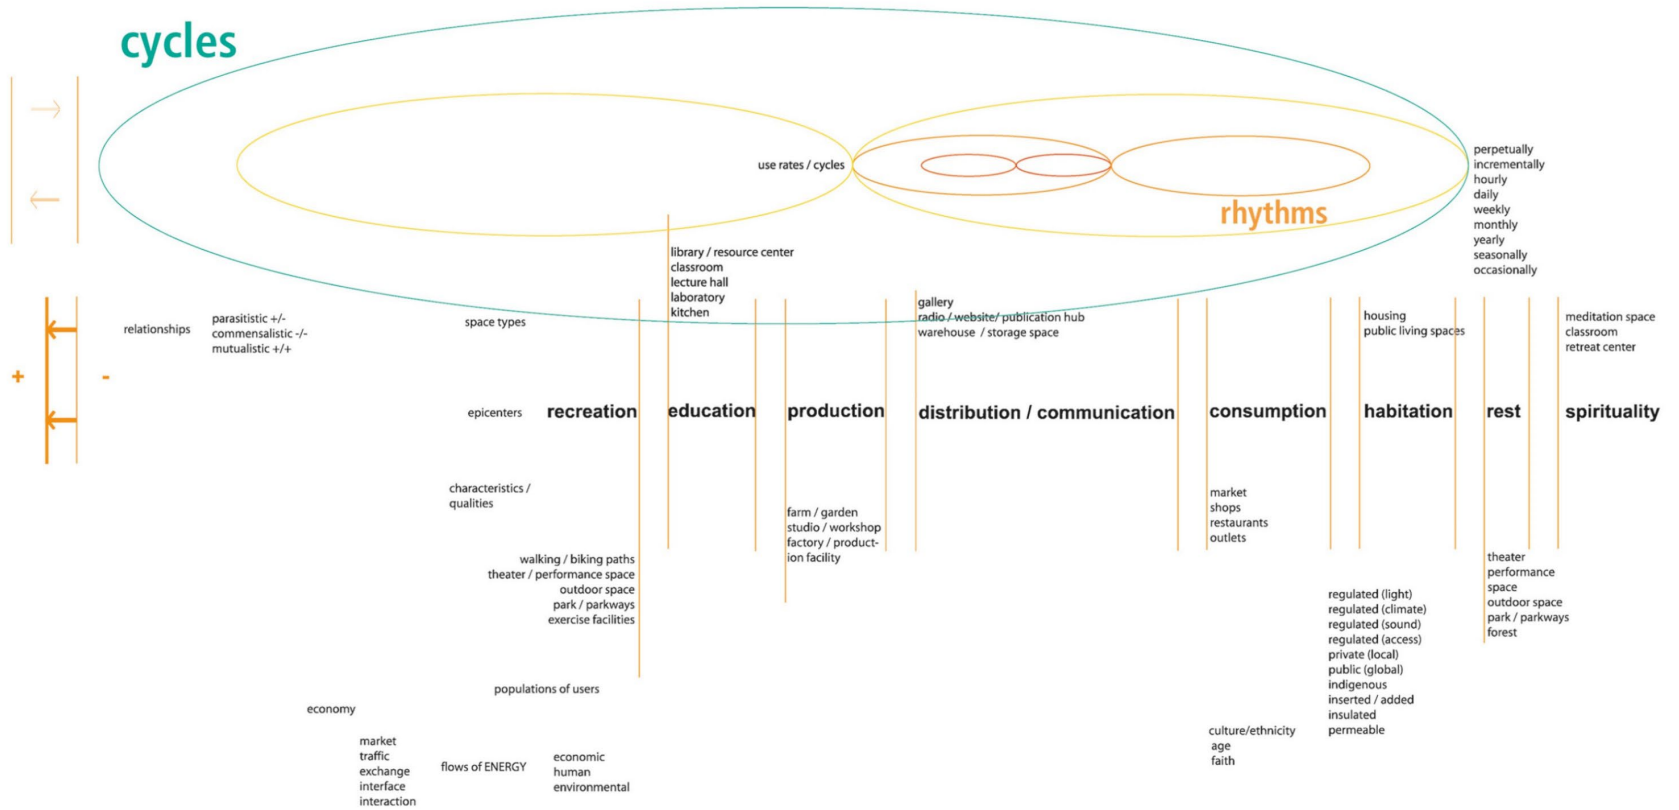 cycles
use rates / cycles
rhythms
perpetually
incrementally
hourly
daily
weekly
monthly
yearly
seasonally
occasionally
library / resource center
classroom
lecture hall
laboratory
kitchen
relationships
parasitistic +/-
commensalistic -/-
mutualistic +/+
space types
gallery
radio / website/ publication hub
warehouse / storage space
housing
public living spaces
meditation space
classroom
retreat center
+
-
epicenters
recreation
education
production
distribution / communication
consumption
habitation
rest
spirituality
characteristics /
qualities
farm / garden
studio / workshop
factory / product-
ion facility
market
shops
restaurants
outlets
walking / biking paths
theater / performance space
outdoor space
park / parkways
exercise facilities
theater
performance
space
outdoor space
park / parkways
forest
regulated (light)
regulated (climate)
regulated (sound)
regulated (access)
private (local)
public (global)
indigenous
inserted / added
insulated
permeable
populations of users
culture/ethnicity
age
faith
economy
market
traffic
exchange
interface
interaction
flows of ENERGY
economic
human
environmental